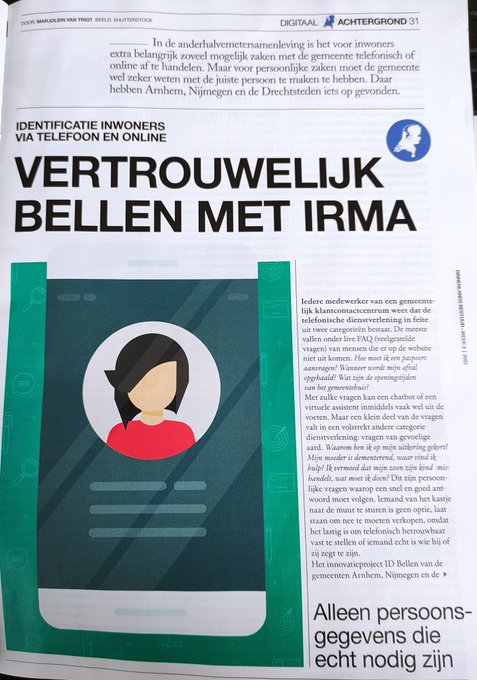 DOOR: MARJOLEIN VAN TRIGT BEELD: SHUTTERSTOCK
DIGITAAL ACHTERGROND 31
In de anderhalvemetersamenleving is het voor inwoners
extra belangrijk zoveel mogelijk zaken met de gemeente telefonisch of
online af te handelen. Maar voor persoonlijke zaken moet de gemeente
wel zeker weten met de juiste persoon te maken te hebben. Daar
hebben Arnhem, Nijmegen en de Drechtsteden iets op gevonden.
IDENTIFICATIE INWONERS
VIA TELEFOON EN ONLINE
VERTROUWELIJK
BELLEN MET IRMA
Iedere medewerker van een gemeente-
lijk klantcontactcentrum weet dat de
telefonische dienstverlening in feite
uit twee categorieën bestaat. De meeste
vallen onder live FAQ (veelgestelde
vragen) van mensen die er op de website
niet uit komen. Hoe moet ik een paspoort
aanvragen? Wanneer wordt mijn afval
opgehaald? Wat zijn de openingstijden
van het gemeentehuis?
Met zulke vragen kan een chatbot of een
virtuele assistent inmiddels vaak wel uit de
voeten. Maar een klein deel van de vragen
valt in een volstrekt andere categorie
dienstverlening: vragen van gevoelige
aard. Waarom ben ik op mijn uitkering gekort?
Mijn moeder is dementerend, waar vind ik
hulp? Ik vermoed dat mijn zoon zijn kind mis-
handelt, wat moet ik doen? Dit zijn persoon-
lijke vragen waarop een snel en goed ant-
woord moet volgen. Iemand van het kastje
naar de muur te sturen is geen optie, laat
staan om nee te moeten verkopen, omdat
het lastig is om telefonisch betrouwbaar
vast te stellen of iemand echt is wie hij of
zij zegt te zijn.
Het innovatieproject ID Bellen van de
gemeenten Arnhem, Nijmegen en de
BINNENLANDS BESTUUR - WEEK 4 | 2021
Alleen persoons-
gegevens die
echt nodig zijn